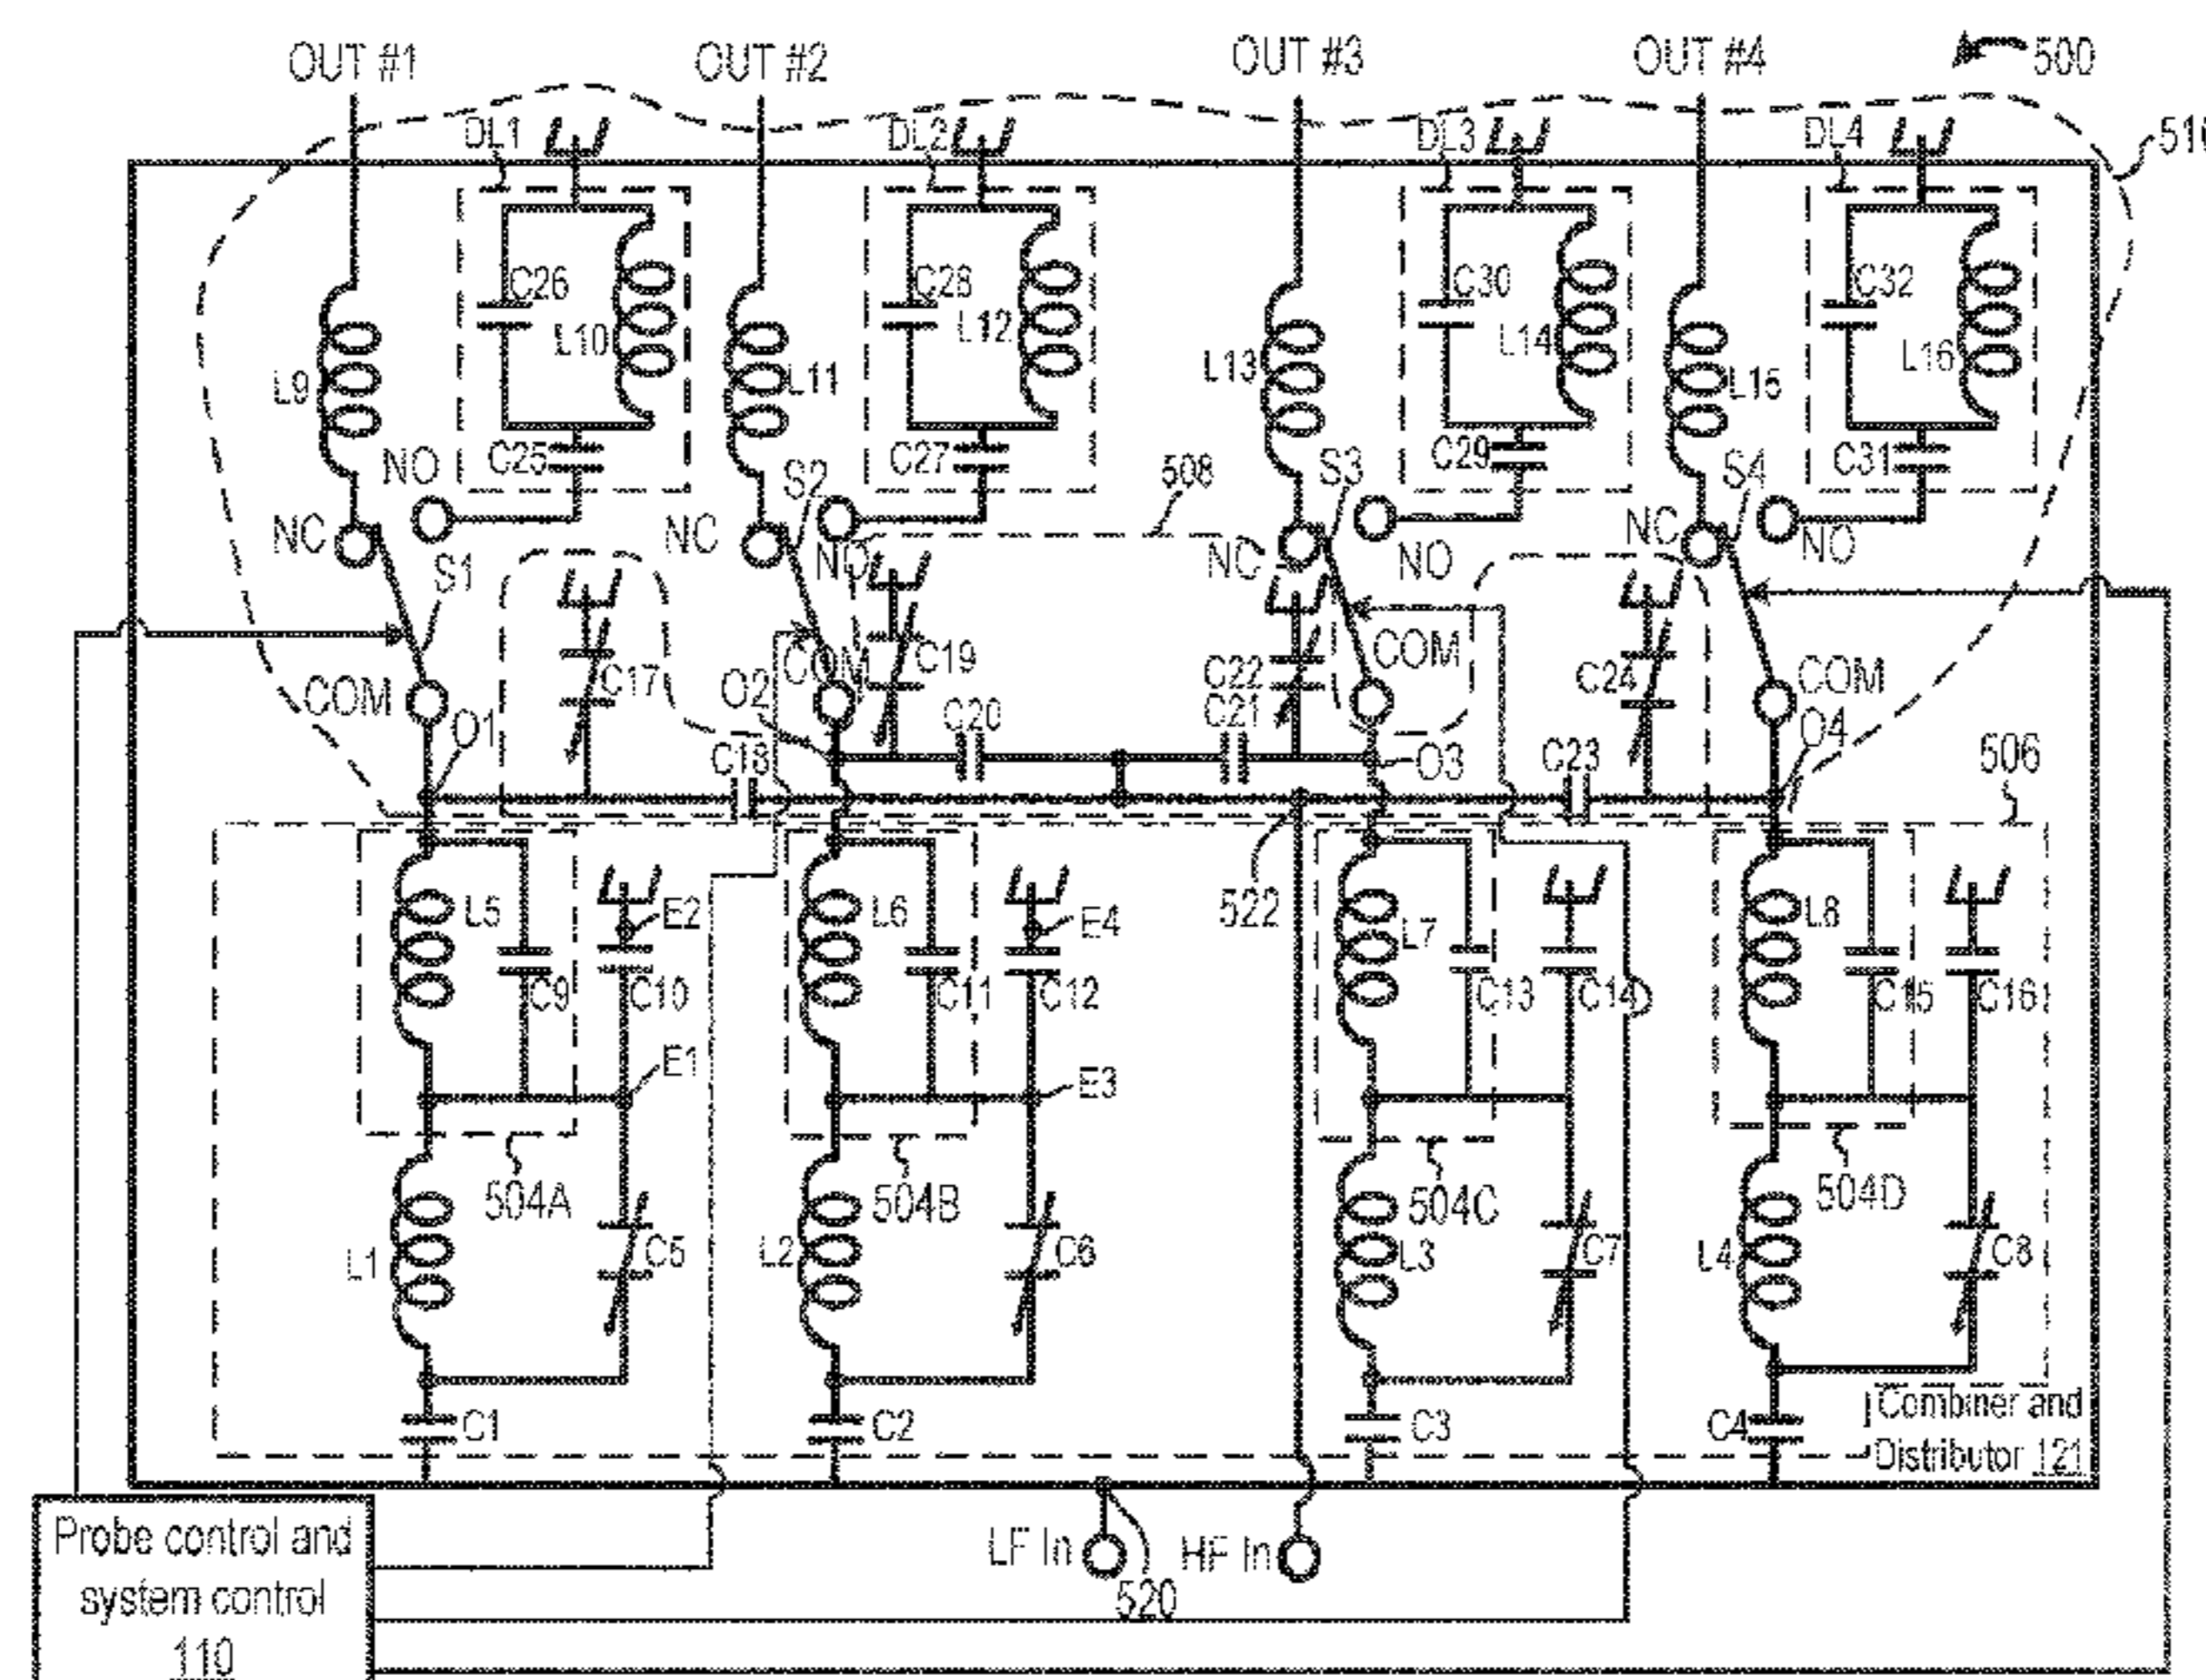 OUT #1 OUT #2 OUT #3 OUT #4 500
DL1 DL2 DL3 DL4
C26 C28 C30 C32
L10 L12 L14 L16
L9 L11 L13 L15
NO C25 S2 C27 508 S3 C29 S4 C31
NC S1 NC NO NC NO NC NO
COM O1 C17 O2 COM C19 C22 COM C24 COM
C18 C20 C21 O3 C23 O4 506
L5 E2 L6 E4 522 L7 L8
C9 C10 C11 C12 C13 C14 C15 C16
E1 E3
504A 504B 504C 504D
L1 C5 L2 C6 L3 C7 L4 C8
C1 C2 C3 C4 Combiner and
Distributor 121
Probe control and
system control
110
LF In HF In
520